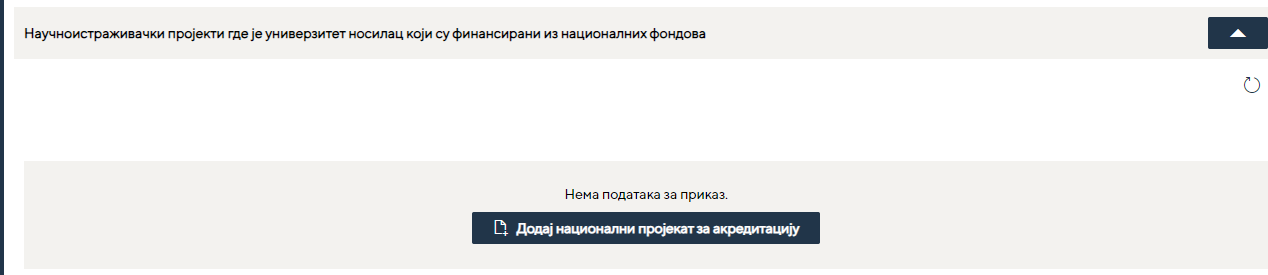 Научноистраживачки пројекти где је универзитет носилац који су финансирани из националних фондова
Нема података за приказ.
Додај национални пројекат за акредитацију